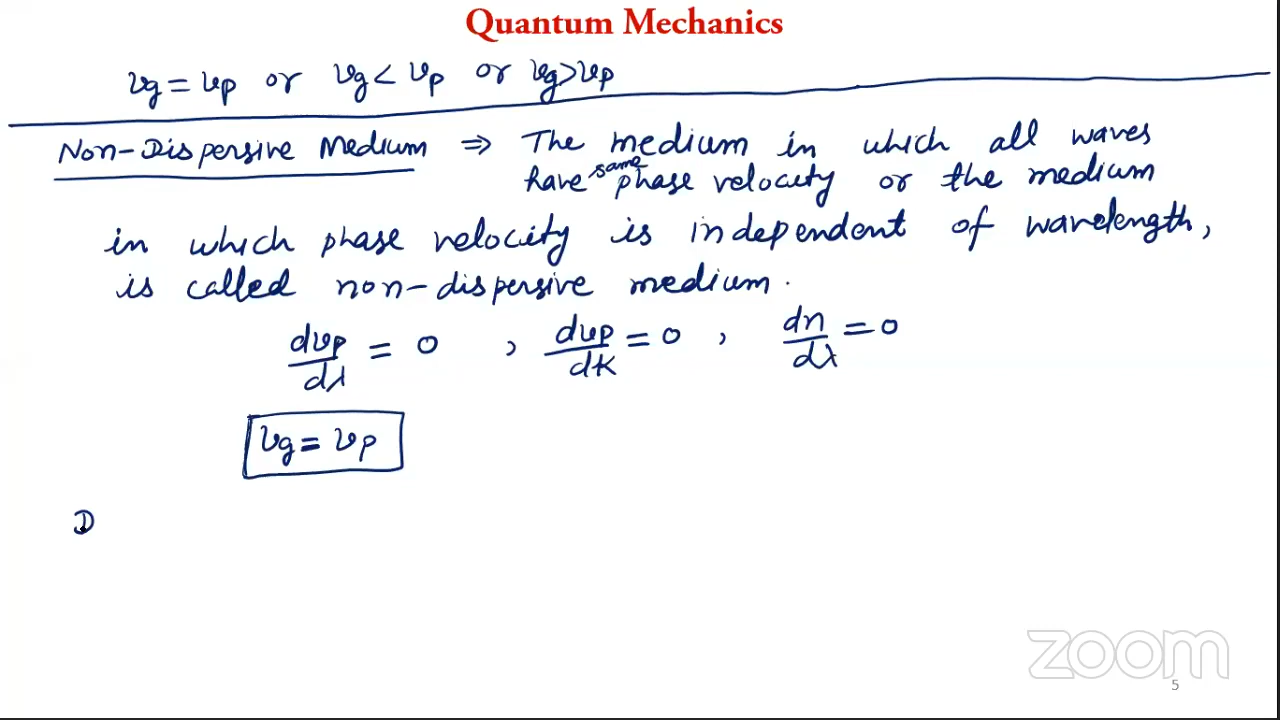 Quantum Mechanics
vg = vp or vg < vp or vg > vp
Non-Dispersive Medium ⇒ The medium in which all waves
have same phase velocity or the medium
in which phase velocity is independent of wavelength,
is called non-dispersive medium.
dvp/dλ = 0 , dvp/dk = 0 , dn/dλ = 0
vg = vp
D
zoom
5